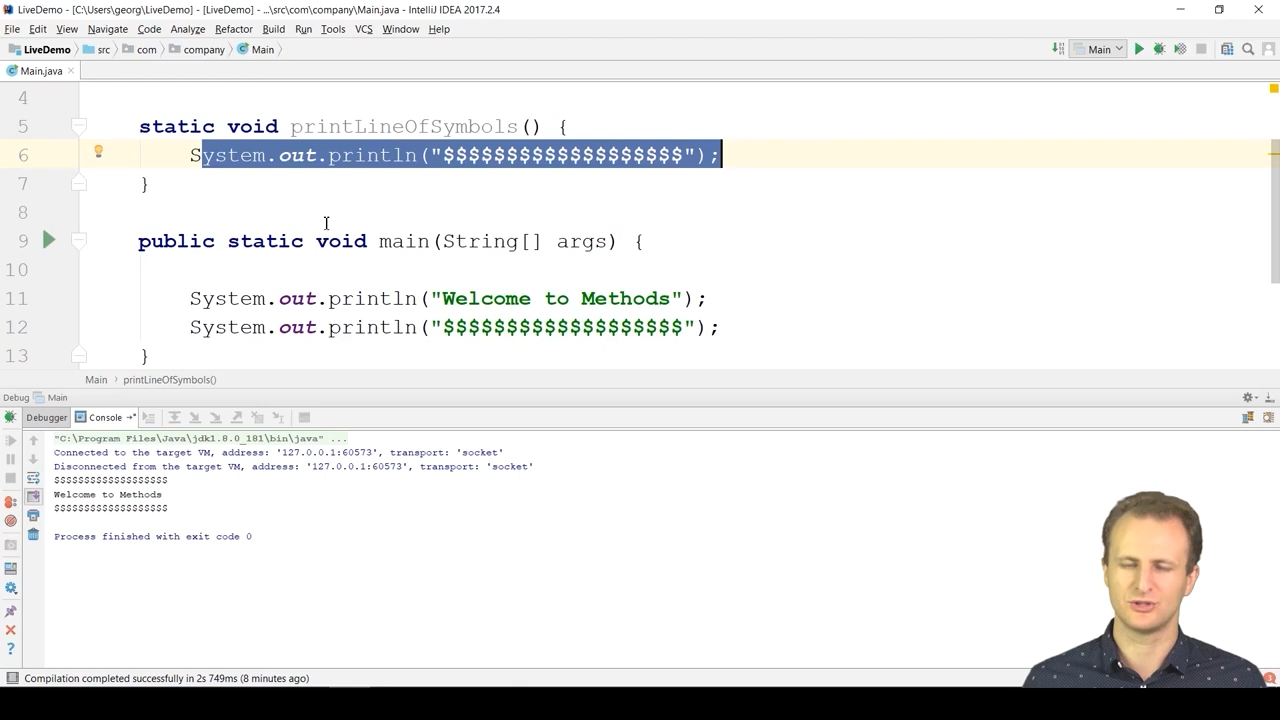 LiveDemo - [C:\Users\georg\LiveDemo] - [LiveDemo] - ...\src\com\company\Main.java - IntelliJ IDEA 2017.2.4
File Edit View Navigate Code Analyze Refactor Build Run Tools VCS Window Help
LiveDemo src com company Main Main
Main.java
4
5 static void printLineOfSymbols() {
6 System.out.println("$$$$$$$$$$$$$$$$$$$");
7 }
8
9 public static void main(String[] args) {
10
11 System.out.println("Welcome to Methods");
12 System.out.println("$$$$$$$$$$$$$$$$$$$");
13 }
Main printLineOfSymbols()
Debug Main
Debugger Console
"C:\Program Files\Java\jdk1.8.0_181\bin\java" ...
Connected to the target VM, address: '127.0.0.1:60573', transport: 'socket'
Disconnected from the target VM, address: '127.0.0.1:60573', transport: 'socket'
$$$$$$$$$$$$$$$$$$$
Welcome to Methods
$$$$$$$$$$$$$$$$$$$
Process finished with exit code 0
Compilation completed successfully in 2s 749ms (8 minutes ago)